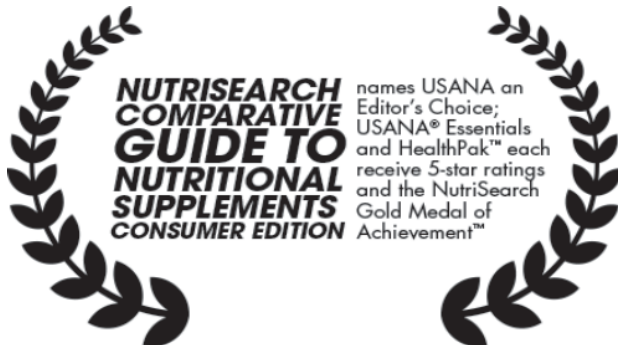 NUTRISEARCH
COMPARATIVE
GUIDE TO
NUTRITIONAL
SUPPLEMENTS
CONSUMER EDITION
names USANA an
Editor's Choice;
USANA® Essentials
and HealthPak™ each
receive 5-star ratings
and the NutriSearch
Gold Medal of
Achievement™